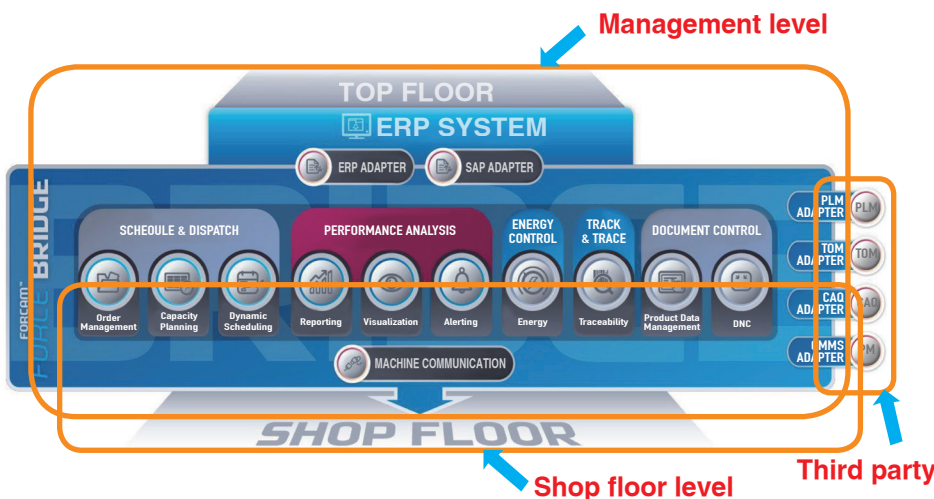 Management level
TOP FLOOR
ERP SYSTEM
ERP ADAPTER
SAP ADAPTER
FORCAM™
FORCE BRIDGE
BRIDGE
SCHEDULE & DISPATCH
PERFORMANCE ANALYSIS
ENERGY
CONTROL
TRACK
& TRACE
DOCUMENT CONTROL
Order
Management
Capacity
Planning
Dynamic
Scheduling
Reporting
Visualization
Alerting
Energy
Traceability
Product Data
Management
DNC
PLM
ADAPTER
PLM
TOM
ADAPTER
TOM
CAQ
ADAPTER
CAQ
CMMS
ADAPTER
PM
MACHINE COMMUNICATION
SHOP FLOOR
Shop floor level
Third party